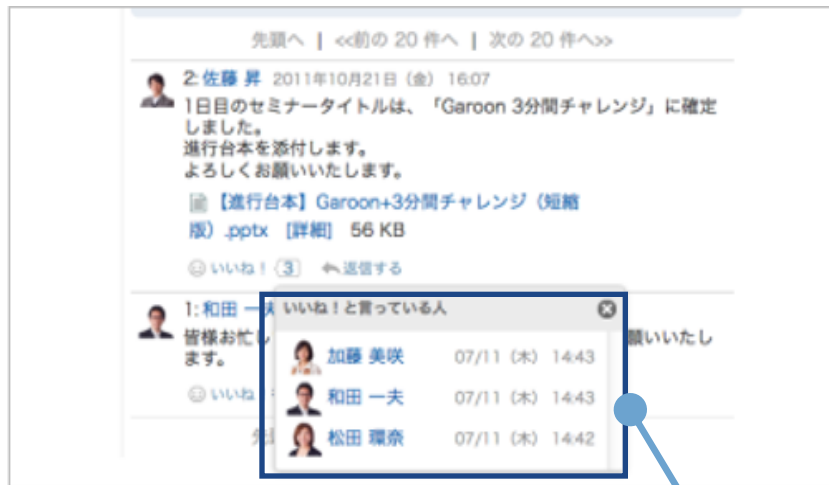 先頭へ | <<前の 20 件へ | 次の 20 件へ>>
2: 佐藤 昇 2011年10月21日（金） 16:07
1日目のセミナータイトルは、「Garoon 3分間チャレンジ」に確定
しました。
進行台本を添付します。
よろしくお願いいたします。
【進行台本】Garoon+3分間チャレンジ（短縮
版）.pptx [詳細] 56 KB
いいね！ 3 返信する
1: 和田 一夫
いいね！と言っている人
皆様お忙し
願いいたし
ます。
加藤 美咲 07/11（木） 14:43
和田 一夫 07/11（木） 14:43
いいね
松田 環奈 07/11（木） 14:42